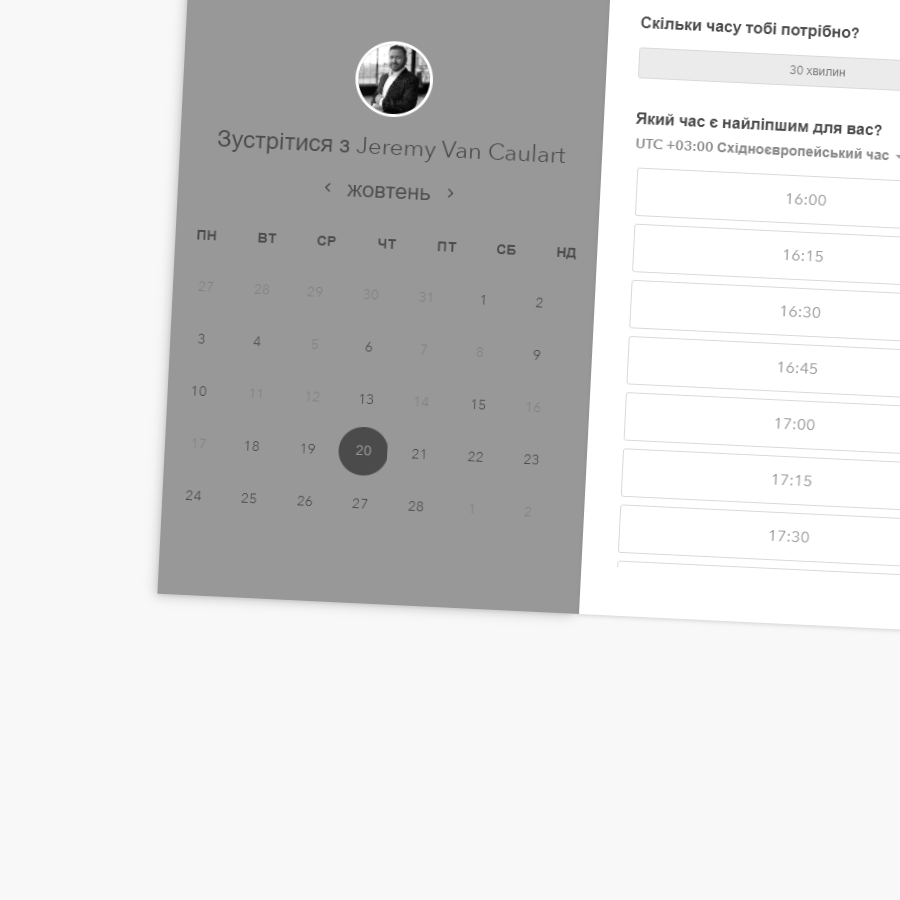 Зустрітися з Jeremy Van Caulart
‹ жовтень ›
ПН ВТ СР ЧТ ПТ СБ НД
27 28 29 30 31 1 2
3 4 5 6 7 8 9
10 11 12 13 14 15 16
17 18 19 20 21 22 23
24 25 26 27 28 1 2
Скільки часу тобі потрібно?
30 хвилин
Який час є найліпшим для вас?
UTC +03:00 Східноєвропейський час
16:00
16:15
16:30
16:45
17:00
17:15
17:30